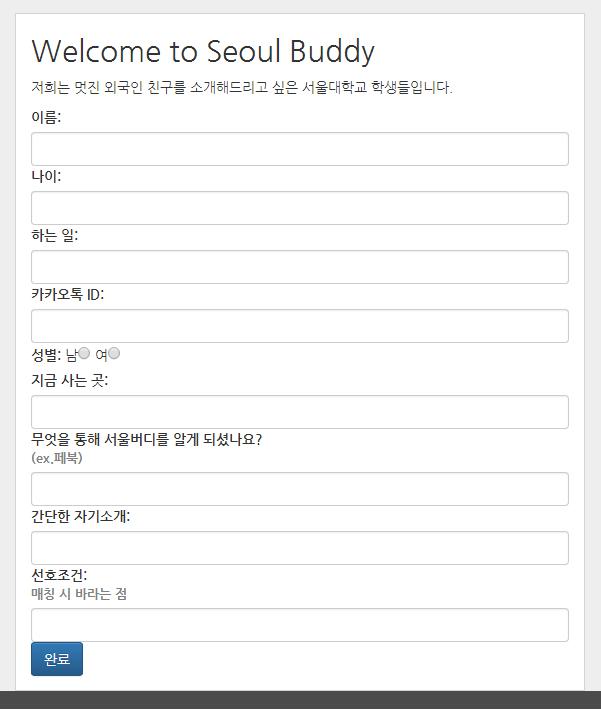 Welcome to Seoul Buddy
저희는 멋진 외국인 친구를 소개해드리고 싶은 서울대학교 학생들입니다.
이름:
나이:
하는 일:
카카오톡 ID:
성별: 남 여
지금 사는 곳:
무엇을 통해 서울버디를 알게 되셨나요?
(ex.페북)
간단한 자기소개:
선호조건:
매칭 시 바라는 점
완료